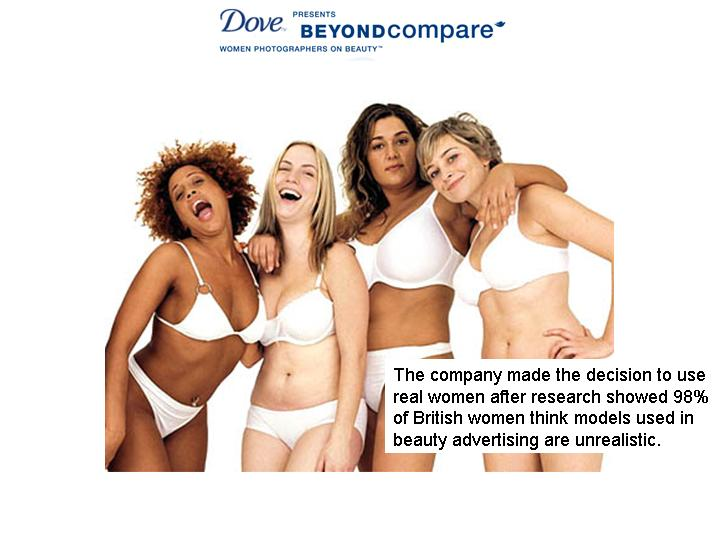 Dove™ PRESENTS
BEYONDcompare
WOMEN PHOTOGRAPHERS ON BEAUTY™
The company made the decision to use
real women after research showed 98%
of British women think models used in
beauty advertising are unrealistic.